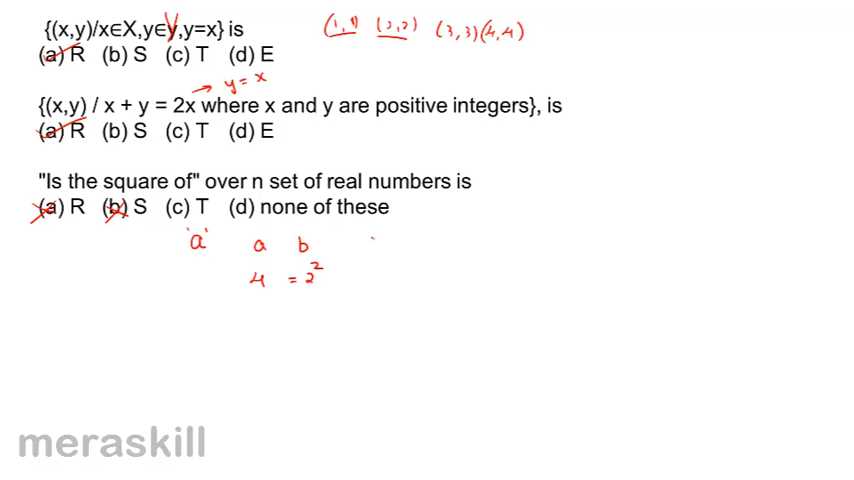 {(x,y)/x∈X,y∈y,y=x} is (1,1) (2,2) (3,3)(4,4)
y
(a) R (b) S (c) T (d) E
→ y = x
{(x,y) / x + y = 2x where x and y are positive integers}, is
(a) R (b) S (c) T (d) E
"Is the square of" over n set of real numbers is
(a) R (b) S (c) T (d) none of these
'a' a b
4 = 2²
meraskill